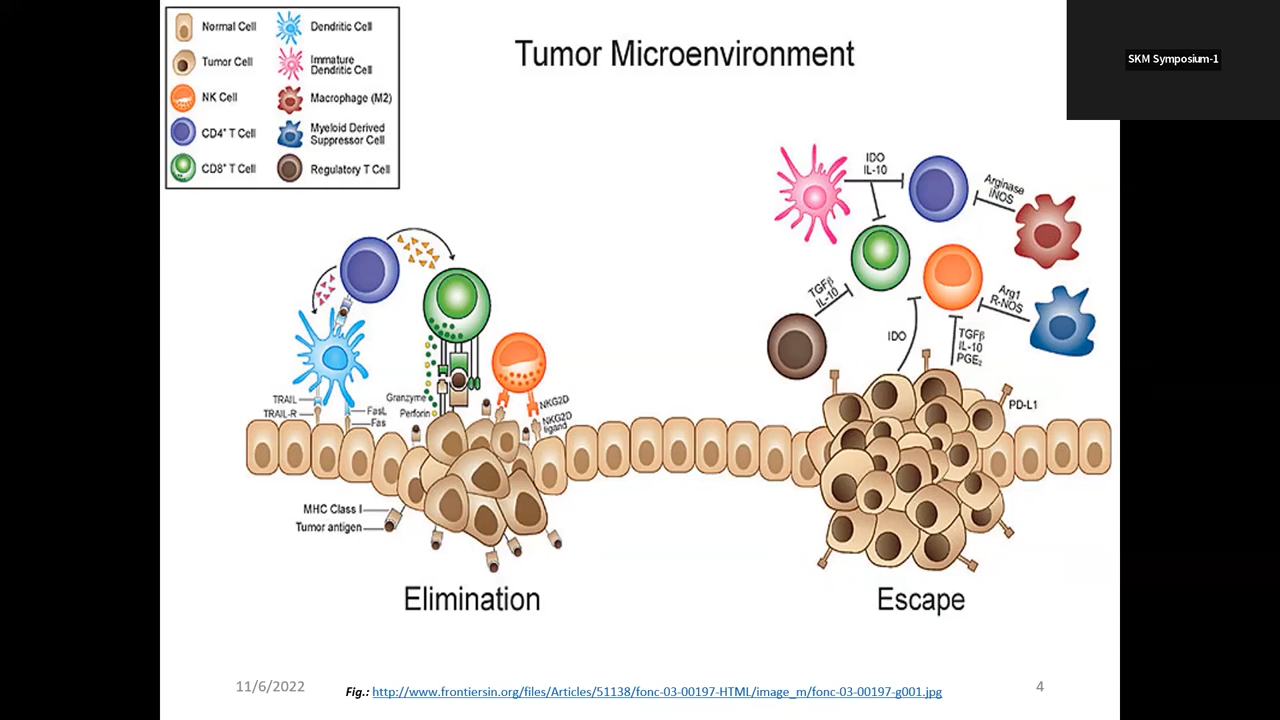 Tumor Microenvironment
SKM Symposium-1
Normal Cell
Tumor Cell
NK Cell
CD4⁺ T Cell
CD8⁺ T Cell
Dendritic Cell
Immature
Dendritic Cell
Macrophage (M2)
Myeloid Derived
Suppressor Cell
Regulatory T Cell
TRAIL
TRAIL-R
FasL
Fas
Granzyme
Perforin
NKG2D
NKG2D
ligand
MHC Class I
Tumor antigen
Elimination
IDO
IL-10
Arginase
iNOS
TGFβ
IL-10
Arg1
R-NOS
IDO
TGFβ
IL-10
PGE₂
PD-L1
Escape
11/6/2022
Fig.: http://www.frontiersin.org/files/Articles/51138/fonc-03-00197-HTML/image_m/fonc-03-00197-g001.jpg
4